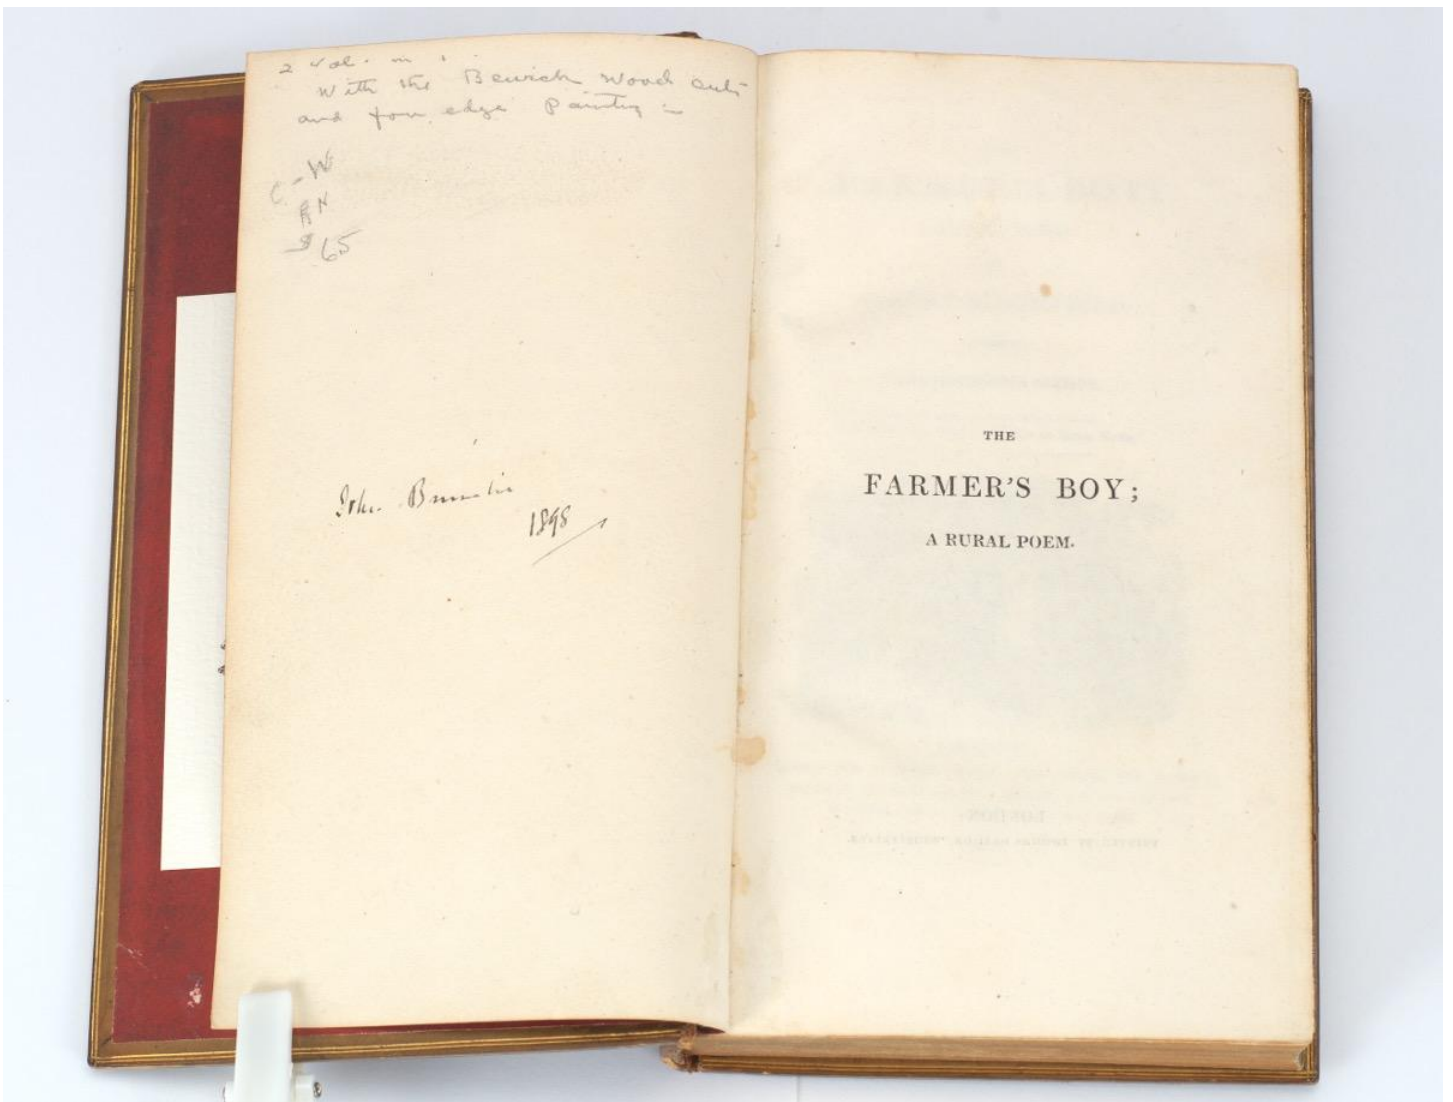 2 vol. in 1
With the Bewick wood cuts
and fore edge painting
C-W
RN
$65
John
1898
THE
FARMER'S BOY;
A RURAL POEM.
LONDON: